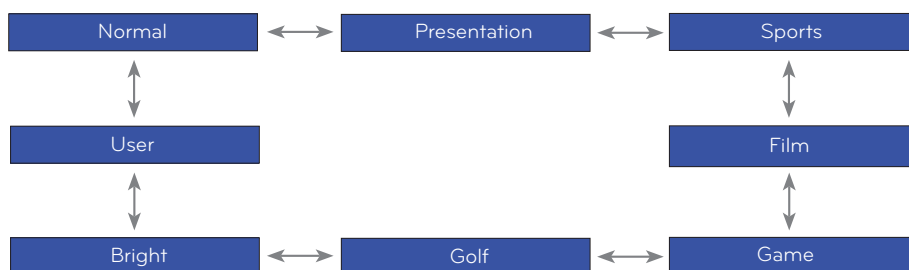 Normal
Presentation
Sports
User
Film
Bright
Golf
Game